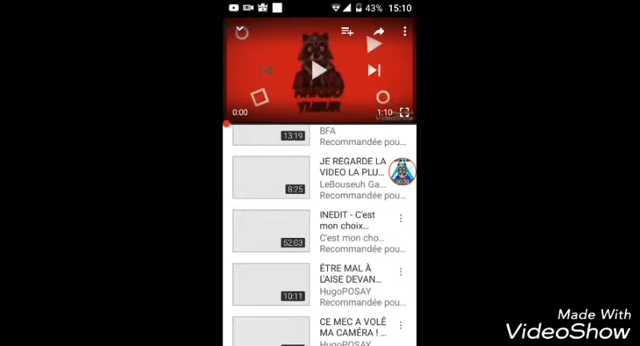 43% 15:10
0:00
1:10
VideoShow
BFA
13:19
Recommandée pou...
JE REGARDE LA
VIDEO LA PLU...
8:25
LeBouseuh Ga...
Recommandée pou...
INEDIT - C'est
mon choix...
52:03
C'est mon cho...
Recommandée pou...
ÊTRE MAL À
L'AISE DEVAN...
10:11
HugoPOSAY
Recommandée pou...
CE MEC A VOLÉ
MA CAMÉRA ! ...
HugoPOSAY
Made With
VideoShow